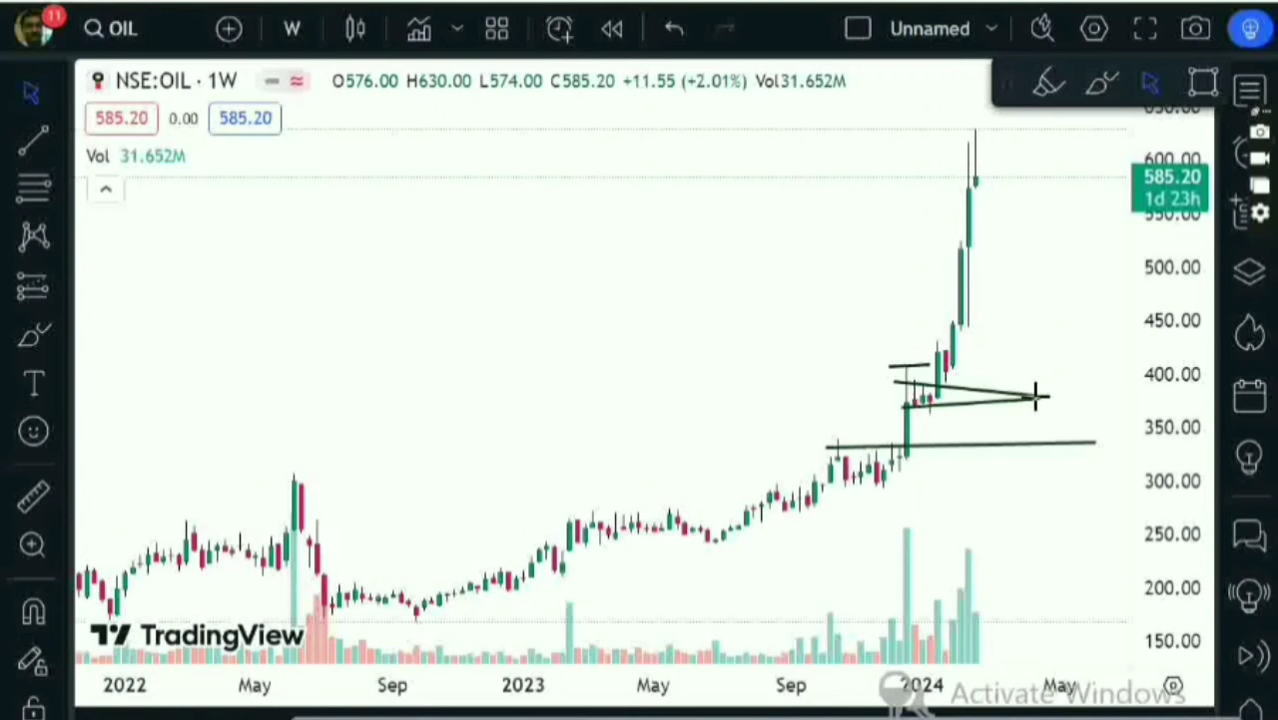 11
OIL
W
Unnamed
NSE:OIL · 1W
O576.00 H630.00 L574.00 C585.20 +11.55 (+2.01%) Vol31.652M
585.20 0.00 585.20
Vol 31.652M
650.00
600.00
585.20
1d 23h
550.00
500.00
450.00
400.00
350.00
300.00
250.00
200.00
150.00
TradingView
2022 May Sep 2023 May Sep 2024 May
Activate Windows